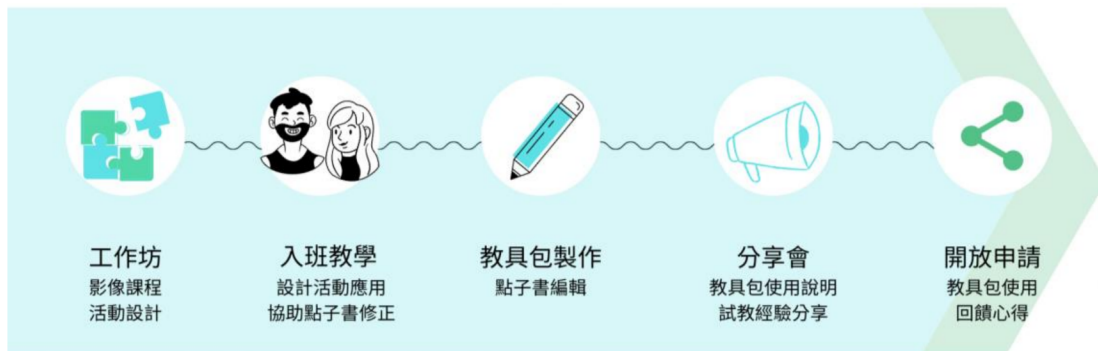 工作坊
影像課程
活動設計
入班教學
設計活動應用
協助點子書修正
教具包製作
點子書編輯
分享會
教具包使用說明
試教經驗分享
開放申請
教具包使用
回饋心得